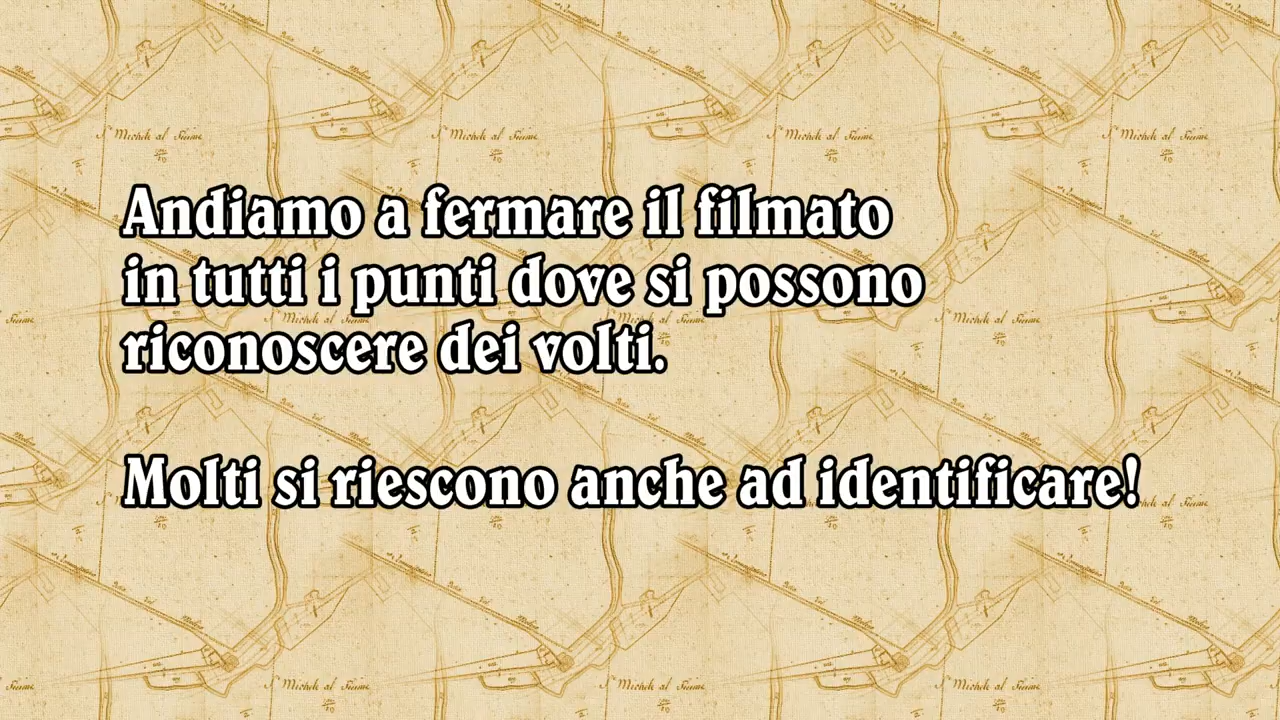 Andiamo a fermare il filmato
in tutti i punti dove si possono
riconoscere dei volti.
Molti si riescono anche ad identificare!